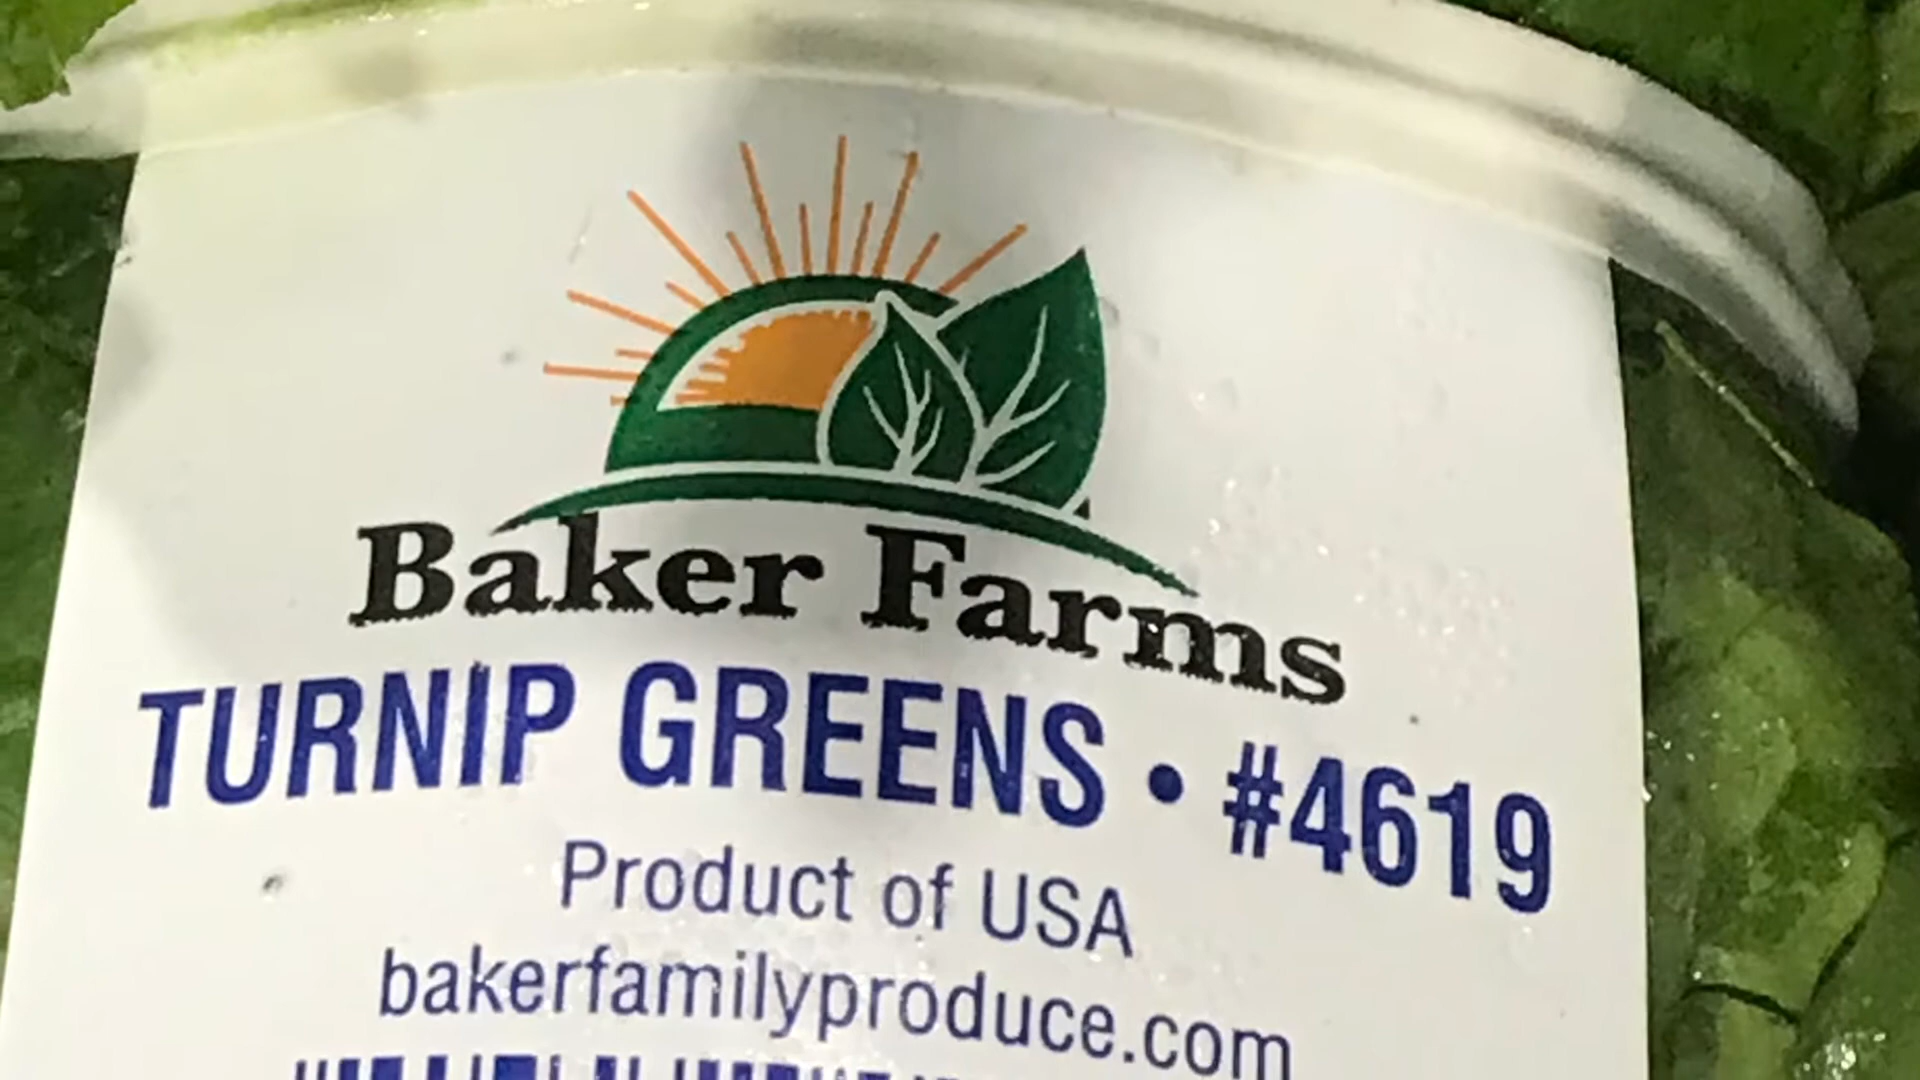 Baker Farms
TURNIP GREENS • #4619
Product of USA
bakerfamilyproduce.com